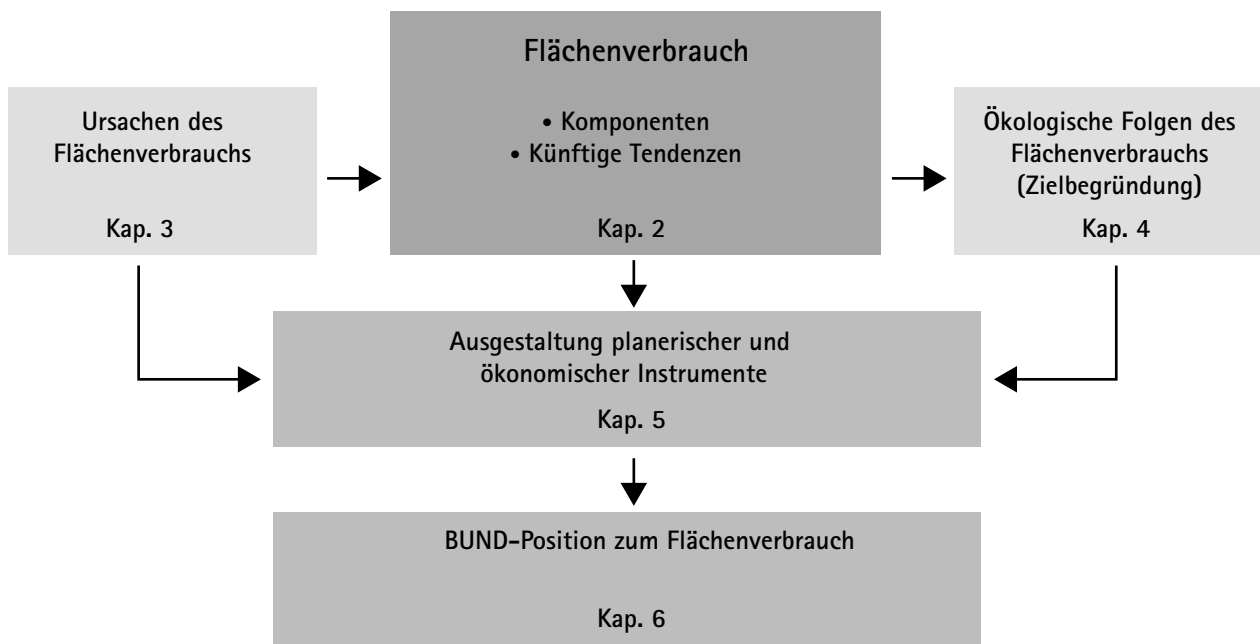 Flächenverbrauch
• Komponenten
• Künftige Tendenzen
Kap. 2
Ursachen des
Flächenverbrauchs
Kap. 3
Ökologische Folgen des
Flächenverbrauchs
(Zielbegründung)
Kap. 4
Ausgestaltung planerischer und
ökonomischer Instrumente
Kap. 5
BUND-Position zum Flächenverbrauch
Kap. 6